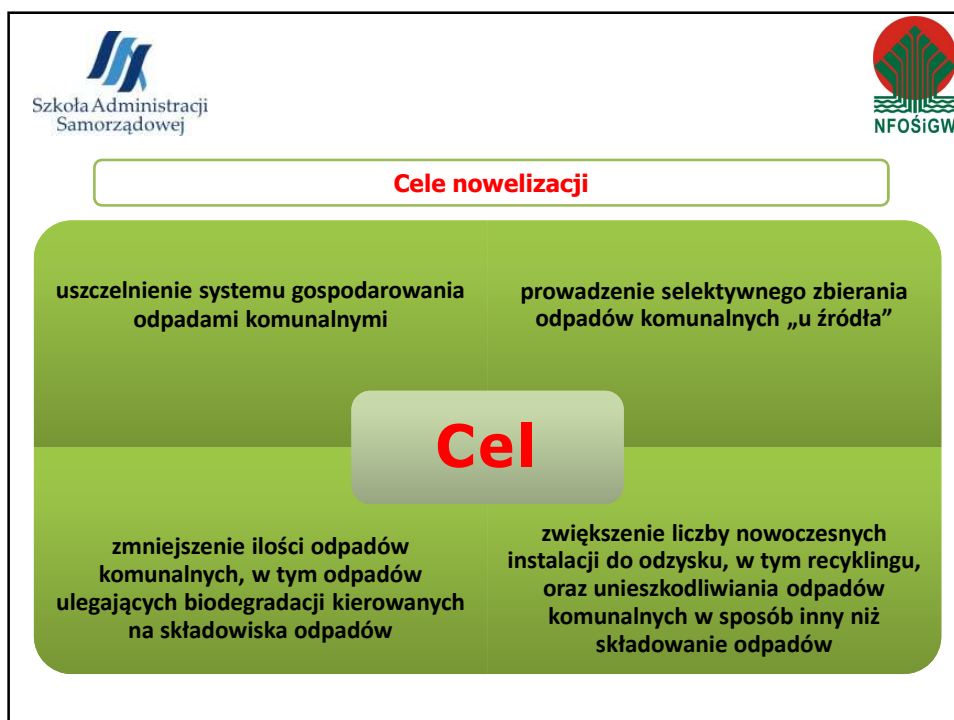 Szkoła Administracji
Samorządowej
NFOŚiGW
Cele nowelizacji
uszczelnienie systemu gospodarowania
odpadami komunalnymi
prowadzenie selektywnego zbierania
odpadów komunalnych „u źródła”
Cel
zmniejszenie ilości odpadów
komunalnych, w tym odpadów
ulegających biodegradacji kierowanych
na składowiska odpadów
zwiększenie liczby nowoczesnych
instalacji do odzysku, w tym recyklingu,
oraz unieszkodliwiania odpadów
komunalnych w sposób inny niż
składowanie odpadów